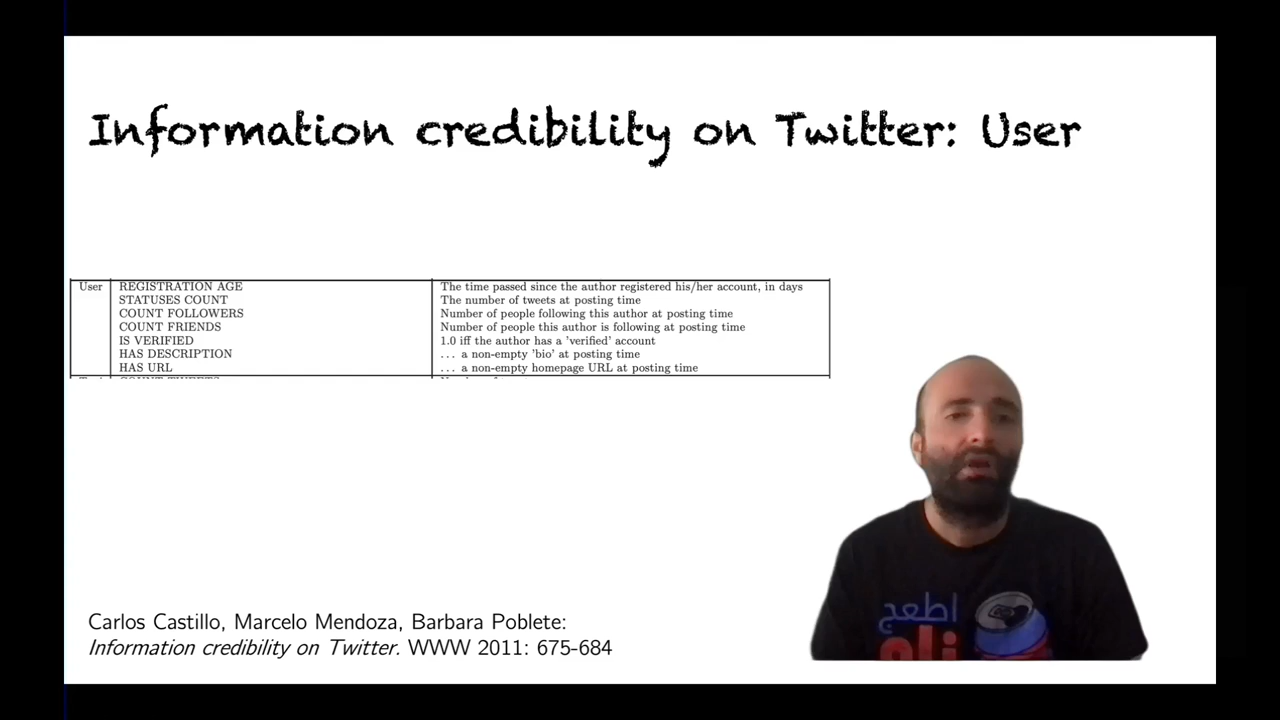 Information credibility on Twitter: User
User REGISTRATION AGE The time passed since the author registered his/her account, in days
STATUSES COUNT The number of tweets at posting time
COUNT FOLLOWERS Number of people following this author at posting time
COUNT FRIENDS Number of people this author is following at posting time
IS VERIFIED 1.0 iff the author has a 'verified' account
HAS DESCRIPTION ... a non-empty 'bio' at posting time
HAS URL ... a non-empty homepage URL at posting time
Carlos Castillo, Marcelo Mendoza, Barbara Poblete:
Information credibility on Twitter. WWW 2011: 675-684
اطعج